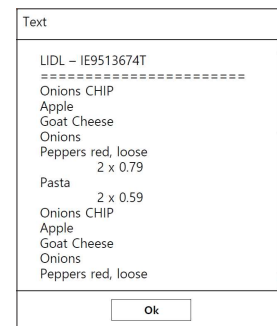 Text
LIDL – IE9513674T
=======================
Onions CHIP
Apple
Goat Cheese
Onions
Peppers red, loose
2 x 0.79
Pasta
2 x 0.59
Onions CHIP
Apple
Goat Cheese
Onions
Peppers red, loose
Ok